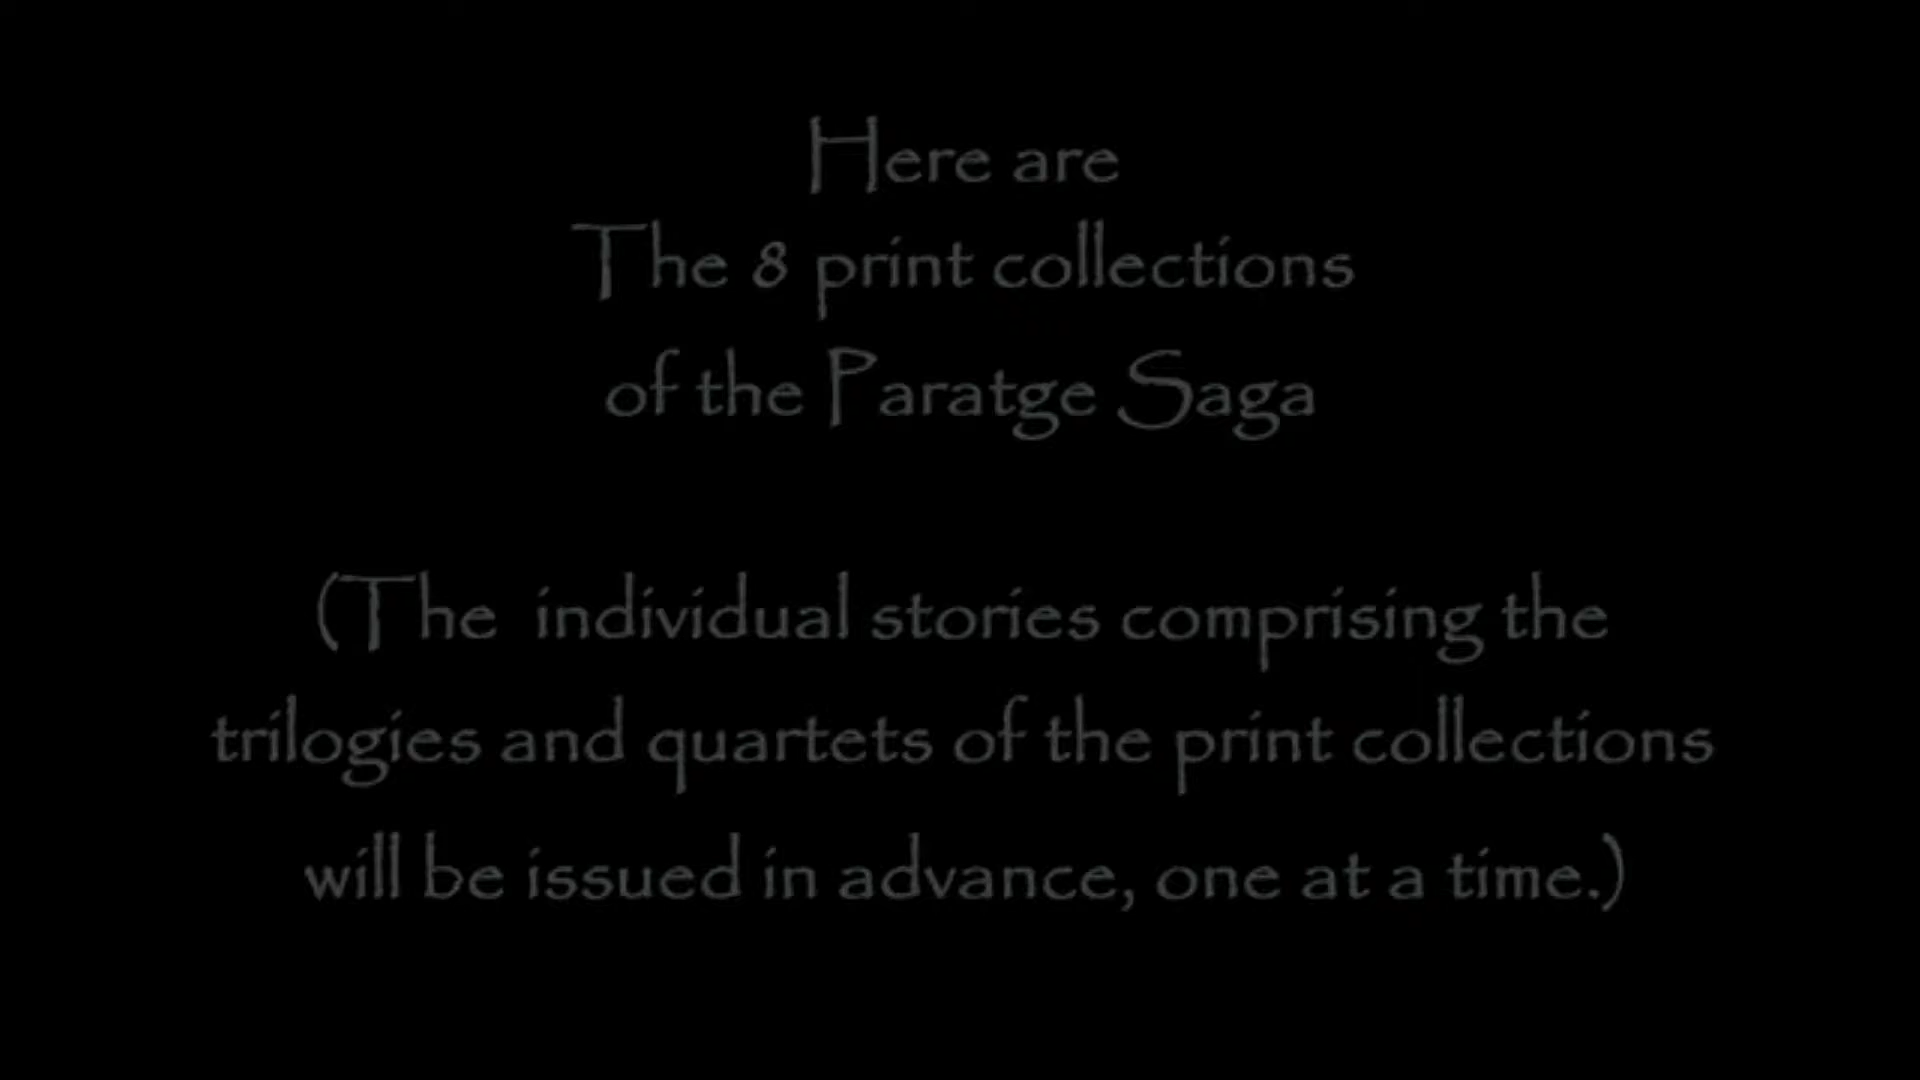 Here are
The 8 print collections
of the Paratge Saga
(The individual stories comprising the
trilogies and quartets of the print collections
will be issued in advance, one at a time.)